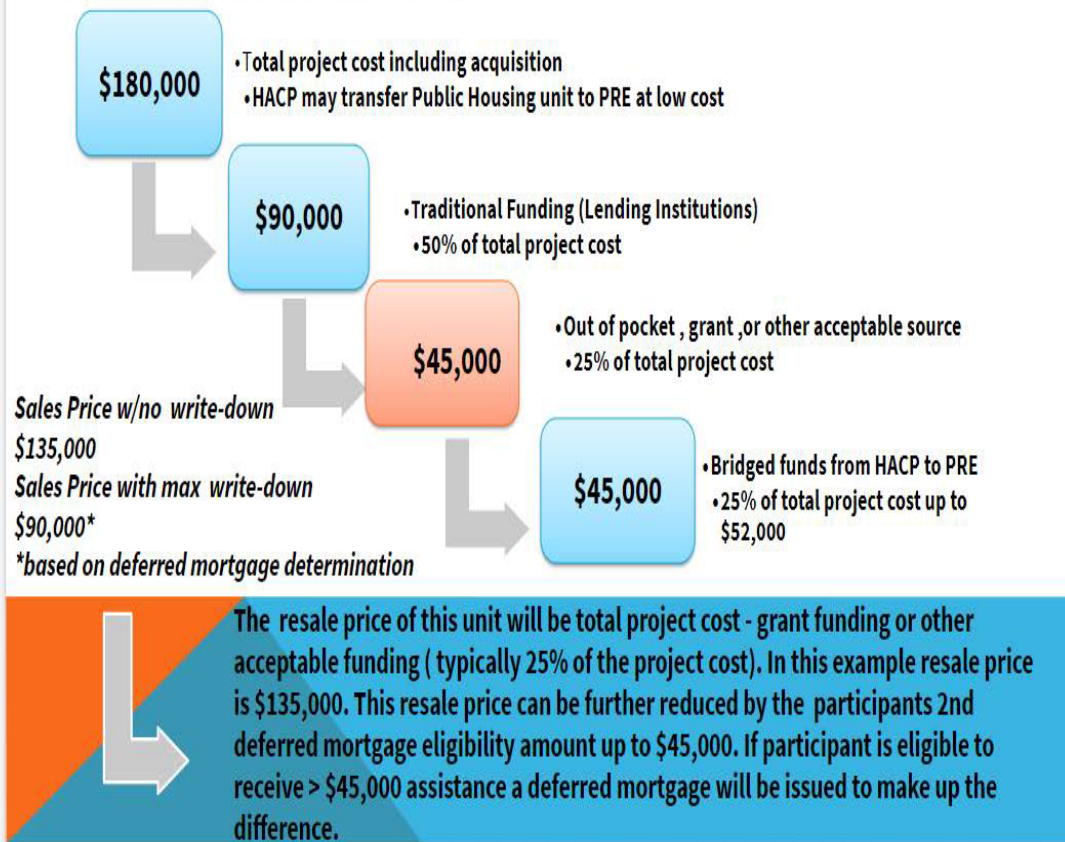 $180,000
•Total project cost including acquisition
•HACP may transfer Public Housing unit to PRE at low cost
$90,000
•Traditional Funding (Lending Institutions)
•50% of total project cost
$45,000
•Out of pocket , grant ,or other acceptable source
•25% of total project cost
Sales Price w/no write-down
$135,000
Sales Price with max write-down
$90,000*
*based on deferred mortgage determination
$45,000
•Bridged funds from HACP to PRE
•25% of total project cost up to
$52,000
The resale price of this unit will be total project cost - grant funding or other
acceptable funding ( typically 25% of the project cost). In this example resale price
is $135,000. This resale price can be further reduced by the participants 2nd
deferred mortgage eligibility amount up to $45,000. If participant is eligible to
receive > $45,000 assistance a deferred mortgage will be issued to make up the
difference.